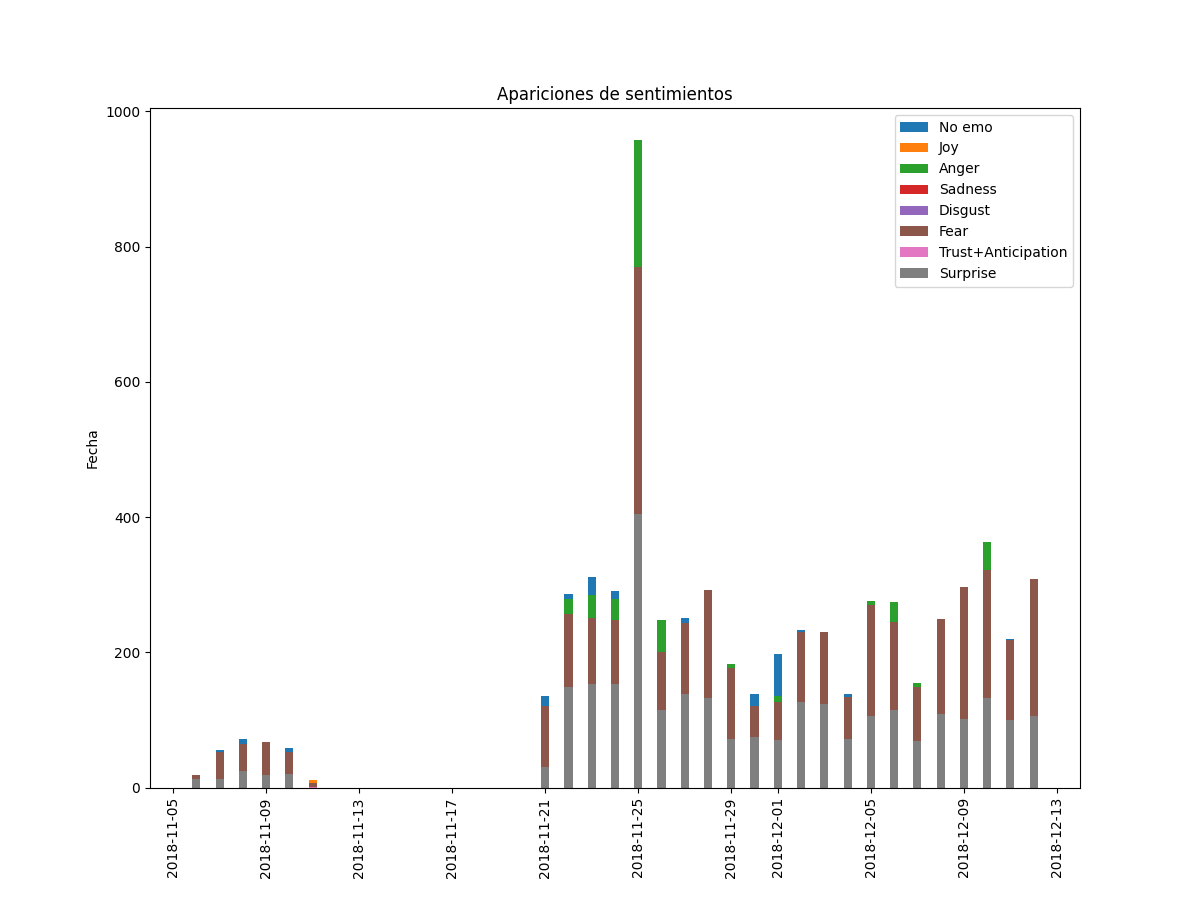 Apariciones de sentimientos
1000
800
600
400
200
0
Fecha
No emo
Joy
Anger
Sadness
Disgust
Fear
Trust+Anticipation
Surprise
2018-11-05
2018-11-09
2018-11-13
2018-11-17
2018-11-21
2018-11-25
2018-11-29
2018-12-01
2018-12-05
2018-12-09
2018-12-13